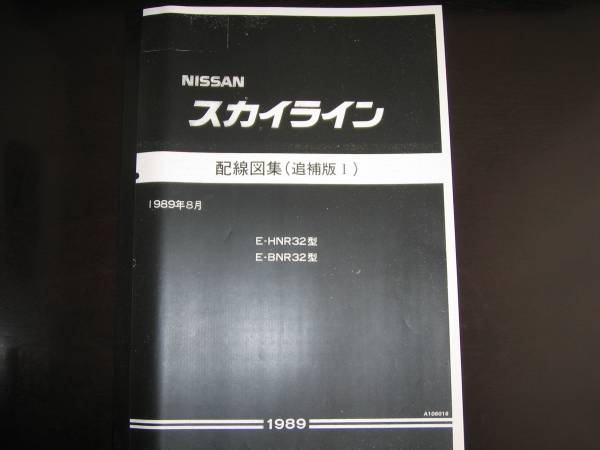 NISSAN
スカイライン
配線図集(追補版Ⅰ)
1989年8月
E-HNR32型
E-BNR32型
A106018
1989